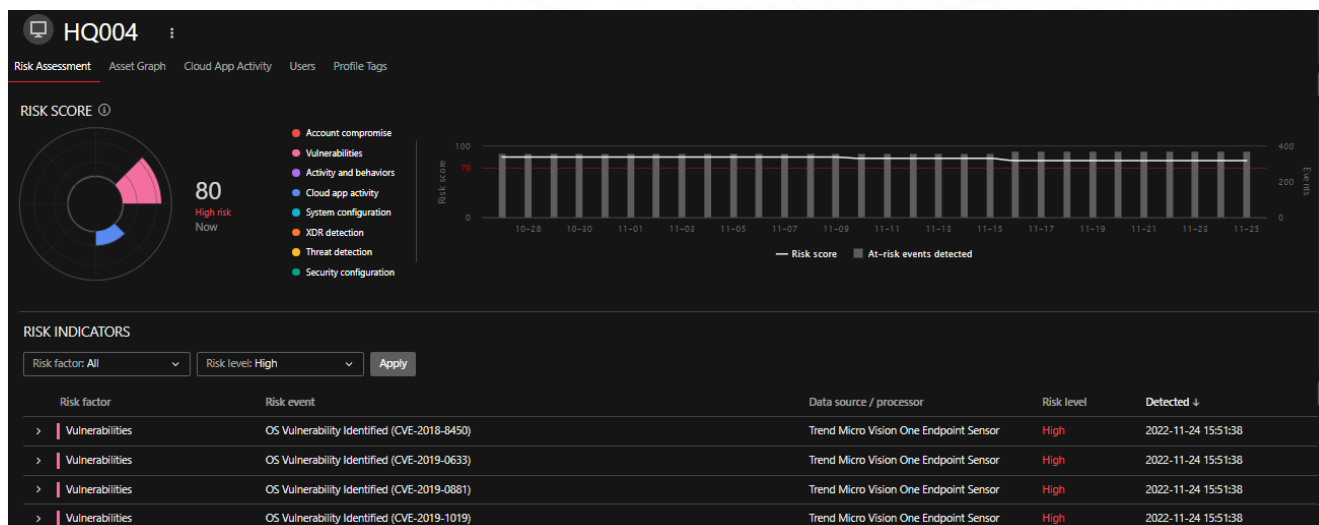 HQ004
Risk Assessment Asset Graph Cloud App Activity Users Profile Tags
RISK SCORE
80
High risk
Now
Account compromise
Vulnerabilities
Activity and behaviors
Cloud app activity
System configuration
XDR detection
Threat detection
Security configuration
Risk score
100
70
0
400
200
0
Events
10-28 10-30 11-01 11-03 11-05 11-07 11-09 11-11 11-13 11-15 11-17 11-19 11-21 11-23 11-25
Risk score At-risk events detected
RISK INDICATORS
Risk factor: All Risk level: High Apply
Risk factor Risk event Data source / processor Risk level Detected ↓
Vulnerabilities OS Vulnerability Identified (CVE-2018-8450) Trend Micro Vision One Endpoint Sensor High 2022-11-24 15:51:38
Vulnerabilities OS Vulnerability Identified (CVE-2019-0633) Trend Micro Vision One Endpoint Sensor High 2022-11-24 15:51:38
Vulnerabilities OS Vulnerability Identified (CVE-2019-0881) Trend Micro Vision One Endpoint Sensor High 2022-11-24 15:51:38
Vulnerabilities OS Vulnerability Identified (CVE-2019-1019) Trend Micro Vision One Endpoint Sensor High 2022-11-24 15:51:38